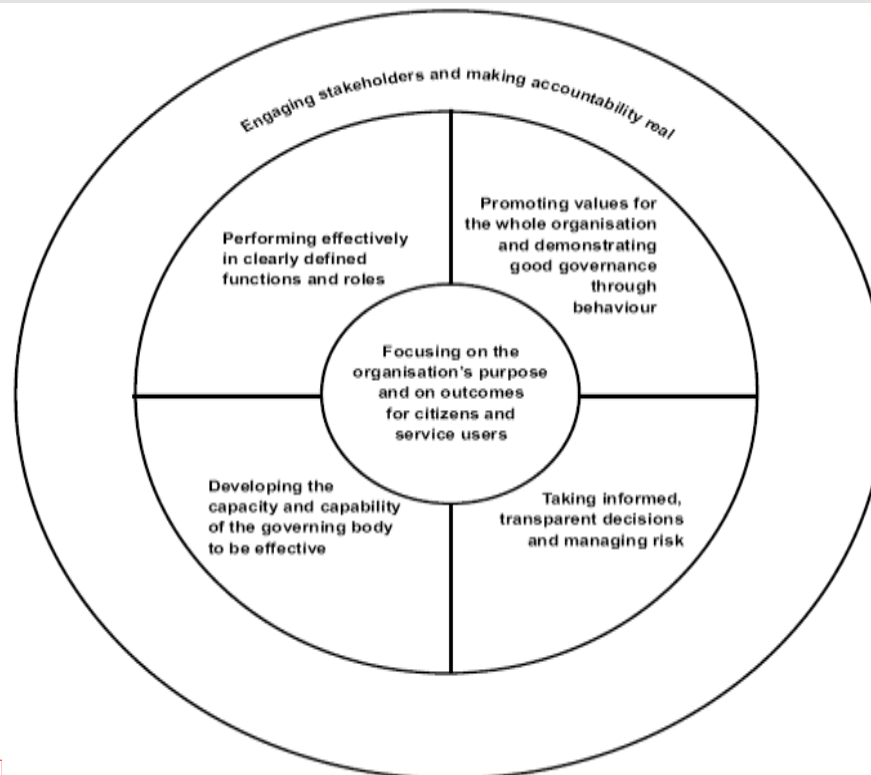 Engaging stakeholders and making accountability real
Performing effectively
in clearly defined
functions and roles
Promoting values for
the whole organisation
and demonstrating
good governance
through
behaviour
Focusing on the
organisation's purpose
and on outcomes
for citizens and
service users
Developing the
capacity and capability
of the governing body
to be effective
Taking informed,
transparent decisions
and managing risk